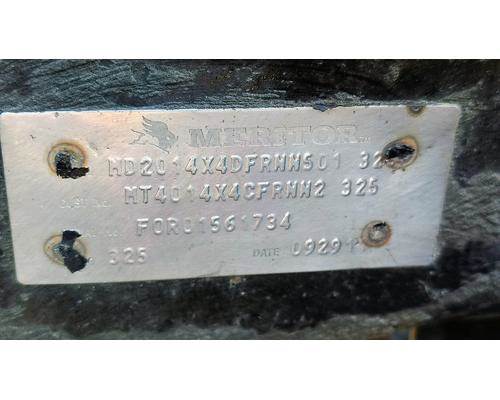 MERITOR
MD2014X4DFRNN501 32
MT4014X4CFRNN2 325
FOR01561734
325 DATE 0929